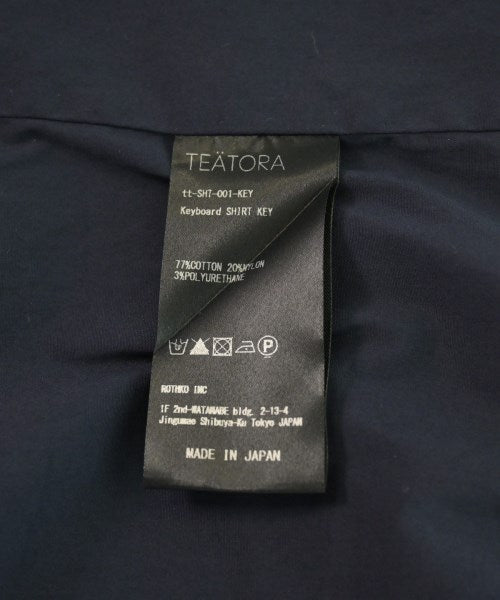 TEÄTORA
tt-SHT-001-KEY
Keyboard SHIRT KEY
77%COTTON 20%NYLON
3%POLYURETHANE
P
ROTHKO INC
1F 2nd-WATANABE bldg. 2-13-4
Jingumae Shibuya-Ku Tokyo JAPAN
MADE IN JAPAN